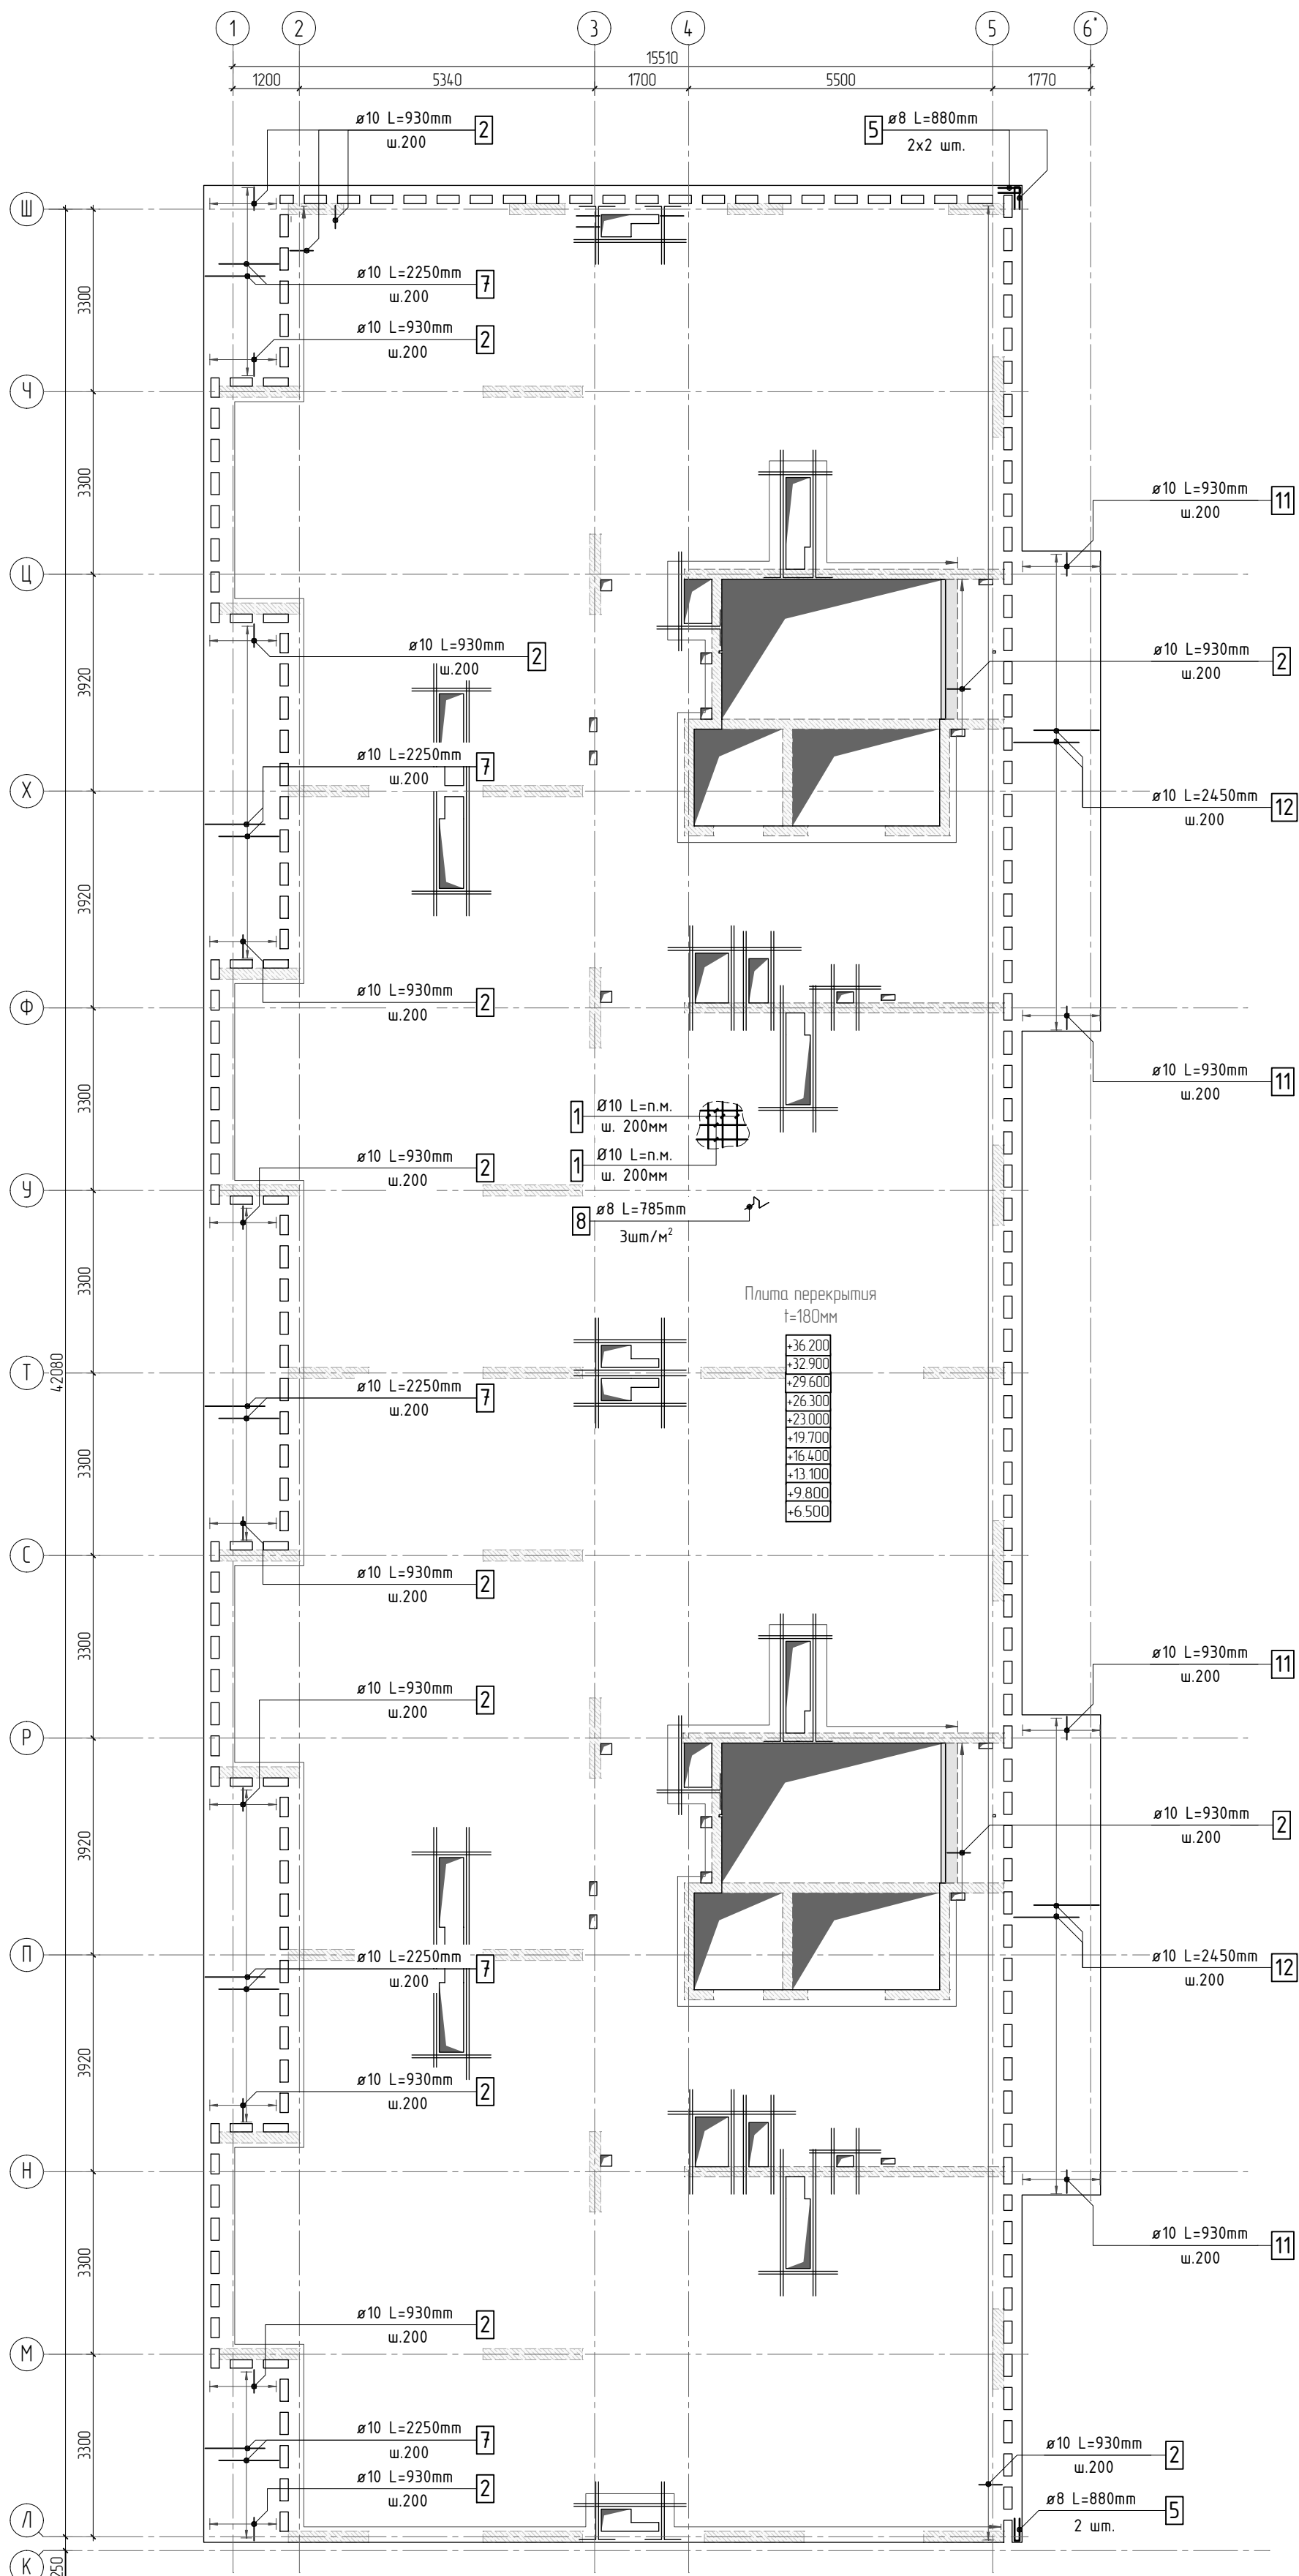 1
2
3
4
5
6*
15510
1200
5340
1700
5500
1770
ø10 L=930mm
ш.200
2
5
ø8 L=880mm
2x2 шт.
Ш
ø10 L=2250mm
ш.200
7
3300
ø10 L=930mm
ш.200
2
Ч
3300
ø10 L=930mm
ш.200
11
Ц
ø10 L=930mm
ш.200
2
ø10 L=930mm
ш.200
2
3920
ø10 L=2250mm
ш.200
7
Х
ø10 L=2450mm
ш.200
12
3920
ø10 L=930mm
ш.200
2
Ф
ø10 L=930mm
ш.200
11
3300
1
Ø10 L=п.м.
ш. 200мм
1
Ø10 L=п.м.
ш. 200мм
ø10 L=930mm
ш.200
2
У
8
ø8 L=785mm
3шт/м²
3300
Плита перекрытия
t=180мм
+36.200
+32.900
+29.600
+26.300
+23.000
+19.700
+16.400
+13.100
+9.800
+6.500
Т
42080
ø10 L=2250mm
ш.200
7
3300
С
ø10 L=930mm
ш.200
2
3300
ø10 L=930mm
ш.200
11
ø10 L=930mm
ш.200
2
Р
3920
ø10 L=930mm
ш.200
2
П
ø10 L=2250mm
ш.200
7
ø10 L=2450mm
ш.200
12
3920
ø10 L=930mm
ш.200
2
Н
ø10 L=930mm
ш.200
11
3300
ø10 L=930mm
ш.200
2
М
3300
ø10 L=2250mm
ш.200
7
ø10 L=930mm
ш.200
2
ø10 L=930mm
ш.200
2
ø8 L=880mm
2 шт.
5
Л
К
250